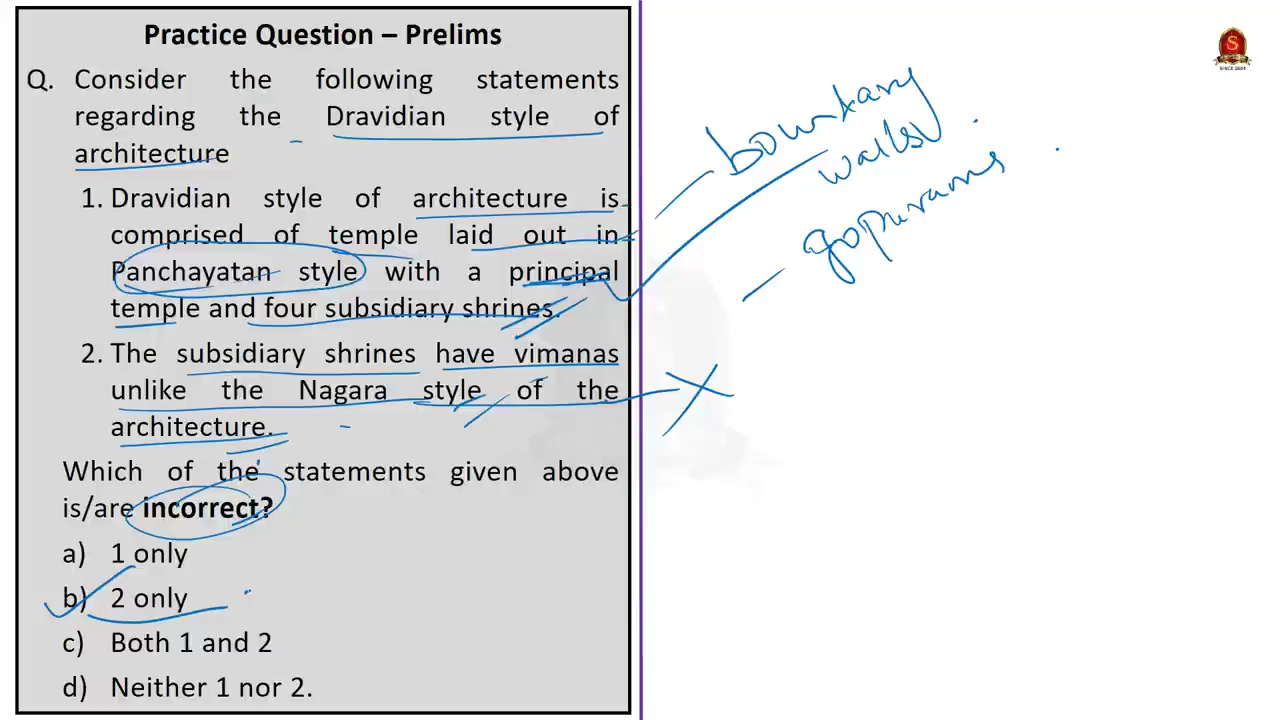 Practice Question – Prelims
Q. Consider the following statements
regarding the Dravidian style of
architecture
1. Dravidian style of architecture is
comprised of temple laid out in
Panchayatan style with a principal
temple and four subsidiary shrines.
2. The subsidiary shrines have vimanas
unlike the Nagara style of the
architecture.
Which of the statements given above
is/are incorrect?
a) 1 only
b) 2 only
c) Both 1 and 2
d) Neither 1 nor 2.
- boundary
walls
- gopurams
S
SINCE 2004